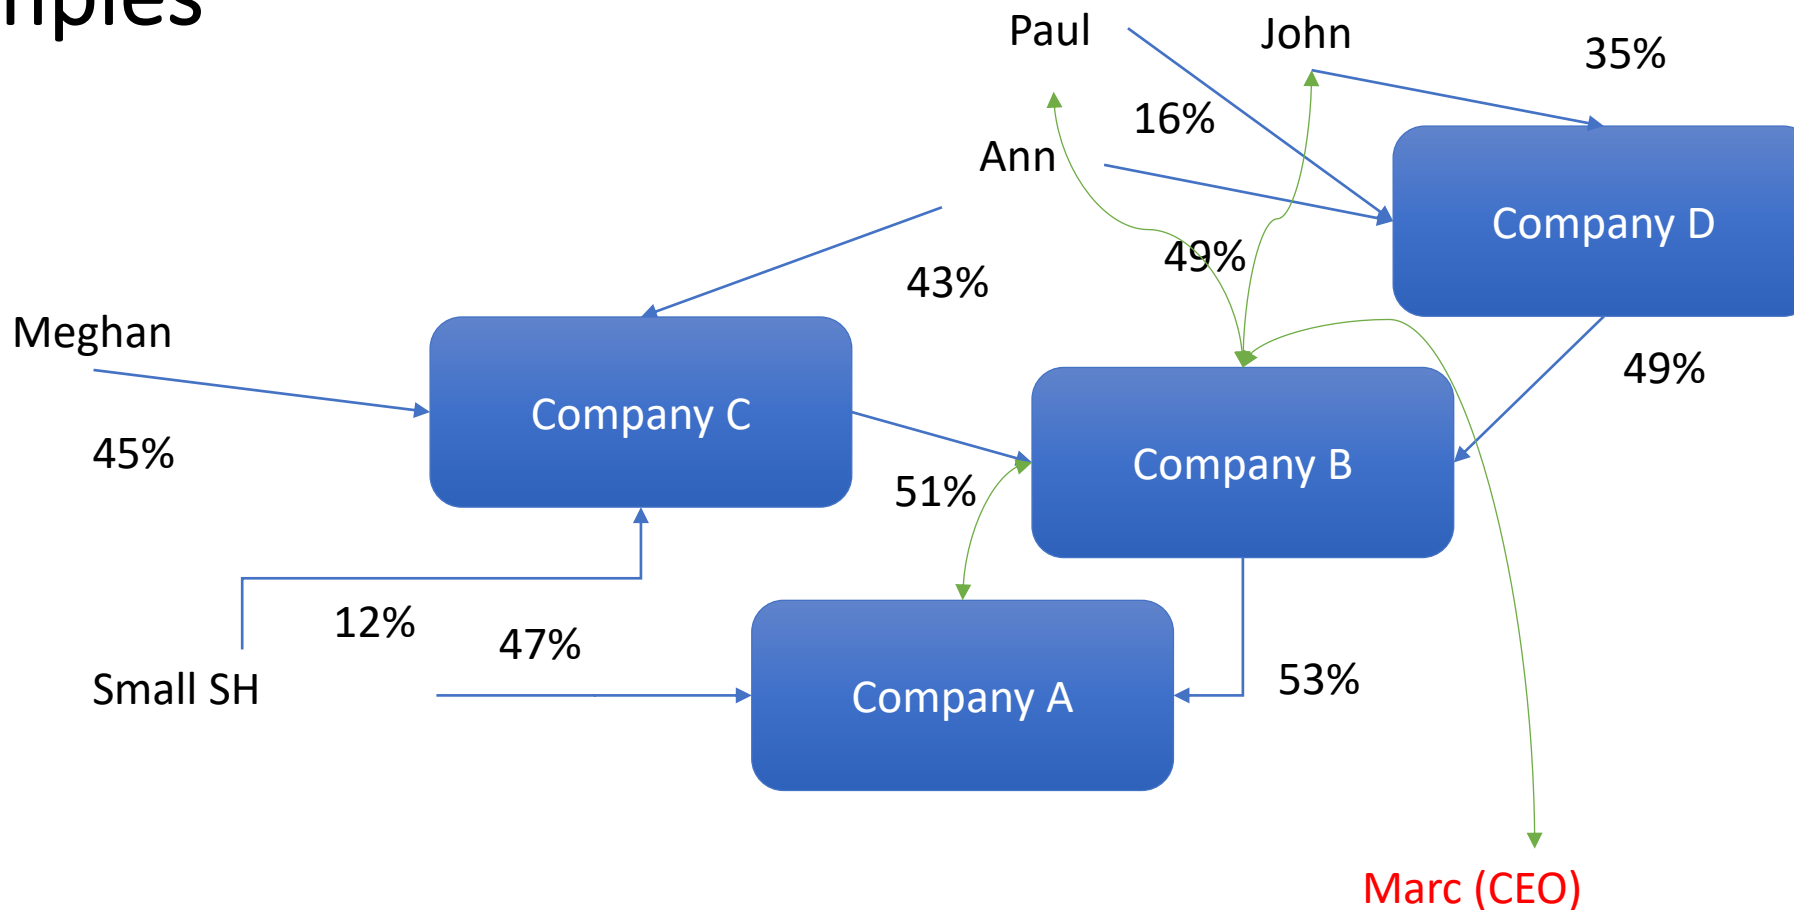 Paul
John
35%
16%
Ann
Company D
49%
43%
Meghan
49%
Company C
45%
Company B
51%
12%
47%
53%
Small SH
Company A
Marc (CEO)